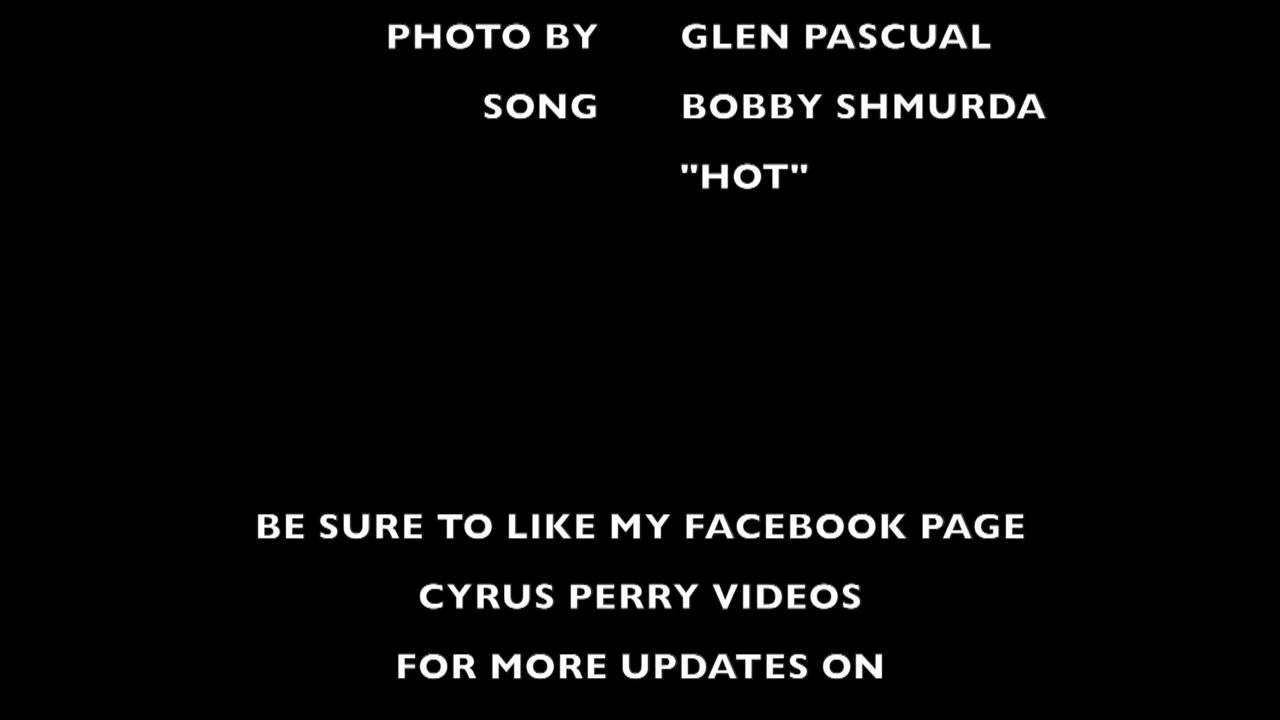 PHOTO BY GLEN PASCUAL
SONG BOBBY SHMURDA
"HOT"
BE SURE TO LIKE MY FACEBOOK PAGE
CYRUS PERRY VIDEOS
FOR MORE UPDATES ON